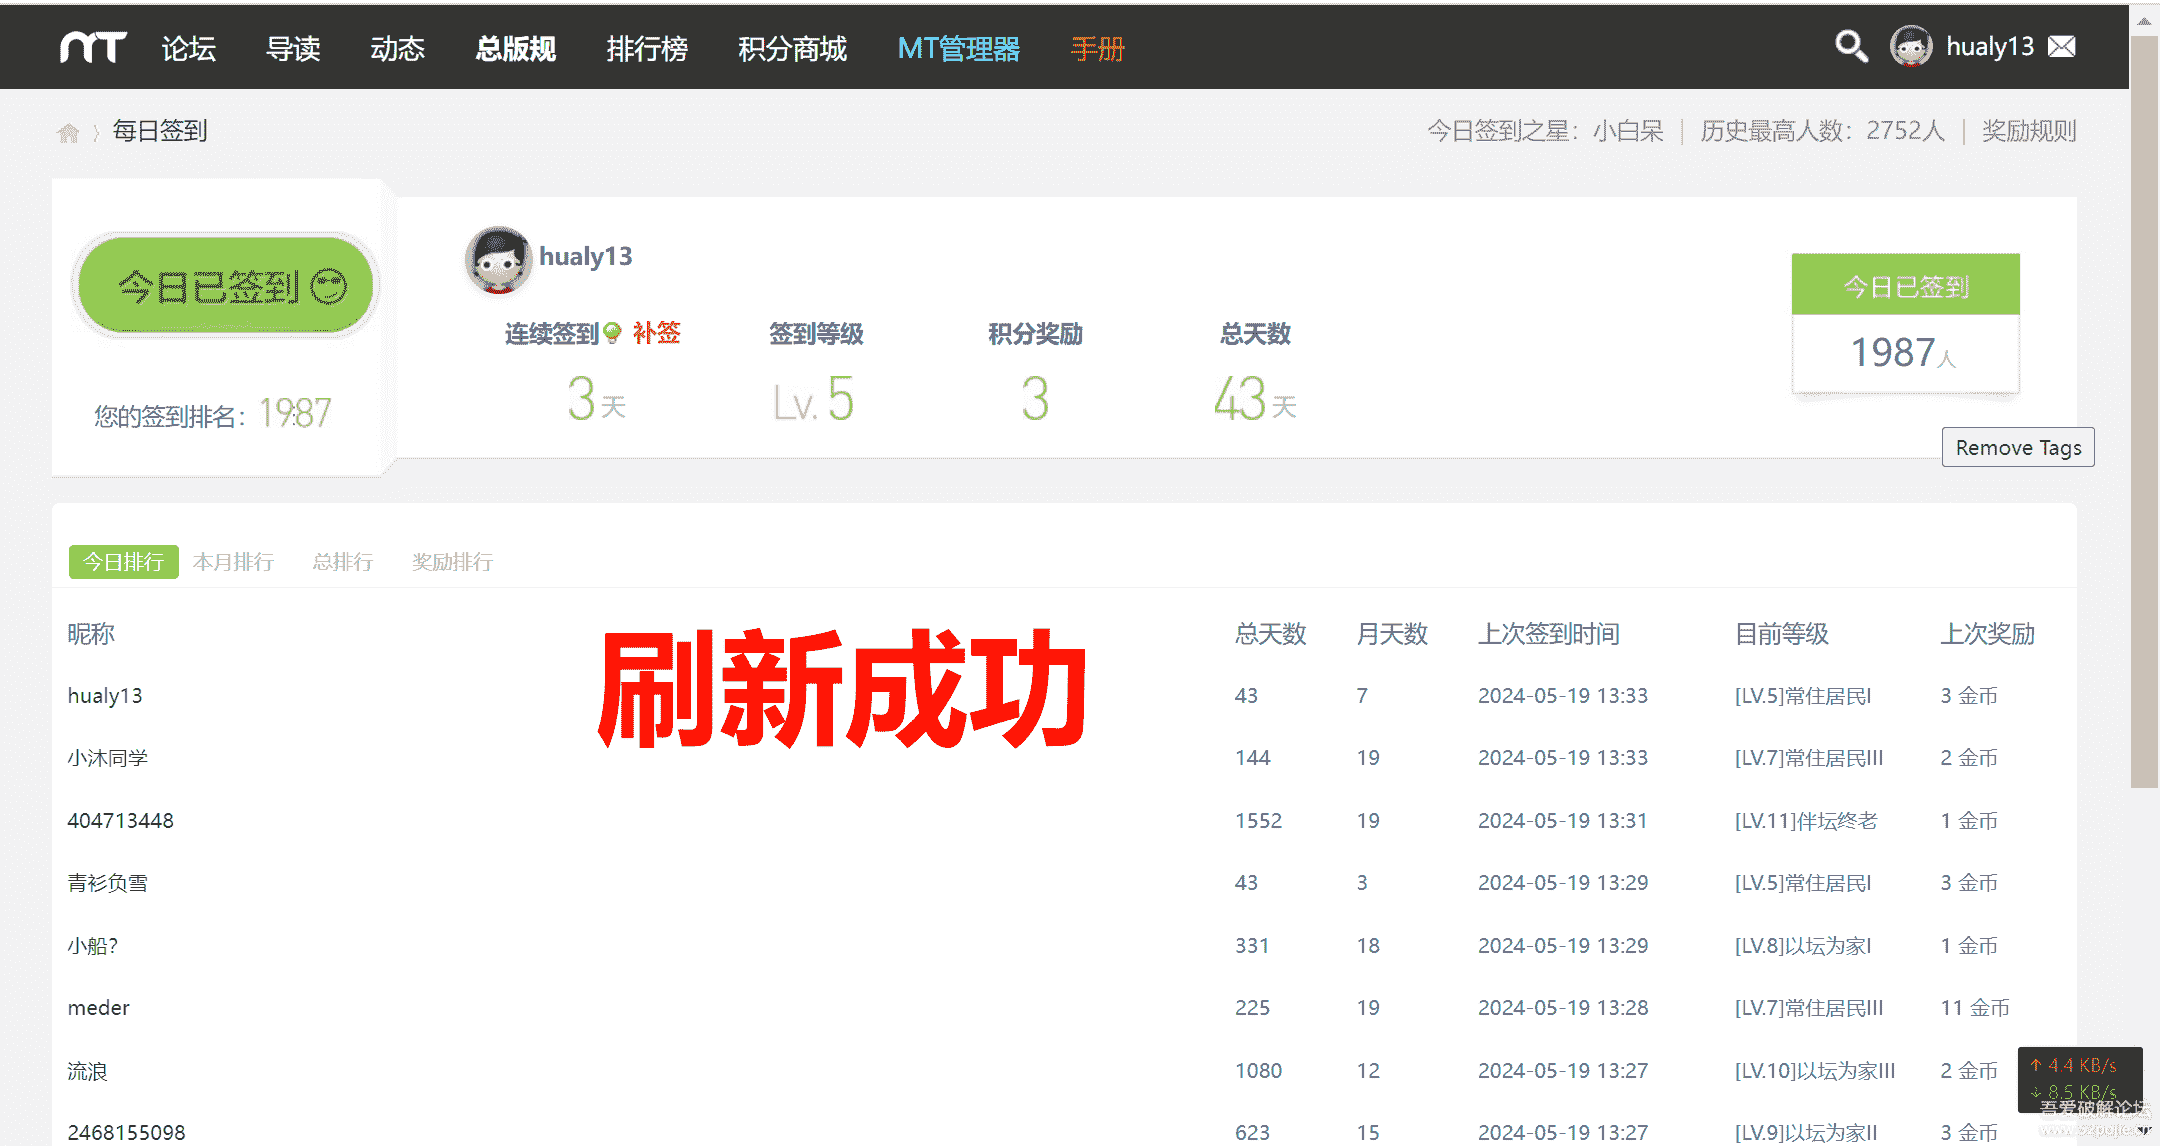 MT 论坛 导读 动态 总版规 排行榜 积分商城 MT管理器 手册 hualy13
每日签到 今日签到之星：小白呆 | 历史最高人数：2752人 | 奖励规则
今日已签到
您的签到排名：1987
hualy13
连续签到 补签 签到等级 积分奖励 总天数
3天 Lv.5 3 43天
今日已签到
1987人
Remove Tags
今日排行 本月排行 总排行 奖励排行
刷新成功
昵称 总天数 月天数 上次签到时间 目前等级 上次奖励
hualy13 43 7 2024-05-19 13:33 [LV.5]常住居民I 3 金币
小沐同学 144 19 2024-05-19 13:33 [LV.7]常住居民III 2 金币
404713448 1552 19 2024-05-19 13:31 [LV.11]伴坛终老 1 金币
青衫负雪 43 3 2024-05-19 13:29 [LV.5]常住居民I 3 金币
小船? 331 18 2024-05-19 13:29 [LV.8]以坛为家I 1 金币
meder 225 19 2024-05-19 13:28 [LV.7]常住居民III 11 金币
流浪 1080 12 2024-05-19 13:27 [LV.10]以坛为家III 2 金币
2468155098 623 15 2024-05-19 13:27 [LV.9]以坛为家II 3 金币
↑ 4.4 KB/s
↓ 8.5 KB/s
吾爱破解论坛